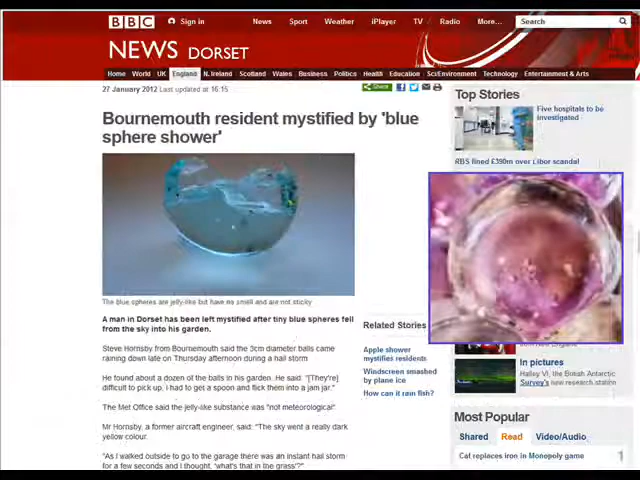 BBC Sign in News Sport Weather iPlayer TV Radio More... Search
NEWS DORSET
Home World UK England N. Ireland Scotland Wales Business Politics Health Education Sci/Environment Technology Entertainment & Arts
27 January 2012 Last updated at 16:15
Share
Bournemouth resident mystified by 'blue
sphere shower'
The blue spheres are jelly-like but have no smell and are not sticky
A man in Dorset has been left mystified after tiny blue spheres fell
from the sky into his garden.
Steve Hornsby from Bournemouth said the 3cm diameter balls came
raining down late on Thursday afternoon during a hail storm
He found about a dozen of the balls in his garden. He said: "[They're]
difficult to pick up, i had to get a spoon and flick them into a jam jar."
The Met Office said the jelly-like substance was "not meteorological"
Mr Hornsby, a former aircraft engineer, said: "The sky went a really dark
yellow colour.
"As I walked outside to go to the garage there was an instant hail storm
for a few seconds and I thought, 'what's that in the grass'?"
Related Stories
Apple shower
mystifies residents
Windscreen smashed
by plane ice
How can it rain fish?
Top Stories
Five hospitals to be
investigated
RBS fined £390m over Libor scandal
In pictures
Halley VI, the British Antarctic
Survey's new research station
Most Popular
Shared Read Video/Audio
Cat replaces iron in Monopoly game 1